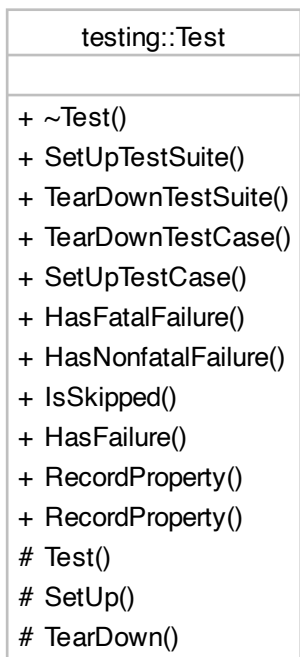 testing::Test
+ ~Test()
+ SetUpTestSuite()
+ TearDownTestSuite()
+ TearDownTestCase()
+ SetUpTestCase()
+ HasFatalFailure()
+ HasNonfatalFailure()
+ IsSkipped()
+ HasFailure()
+ RecordProperty()
+ RecordProperty()
# Test()
# SetUp()
# TearDown()